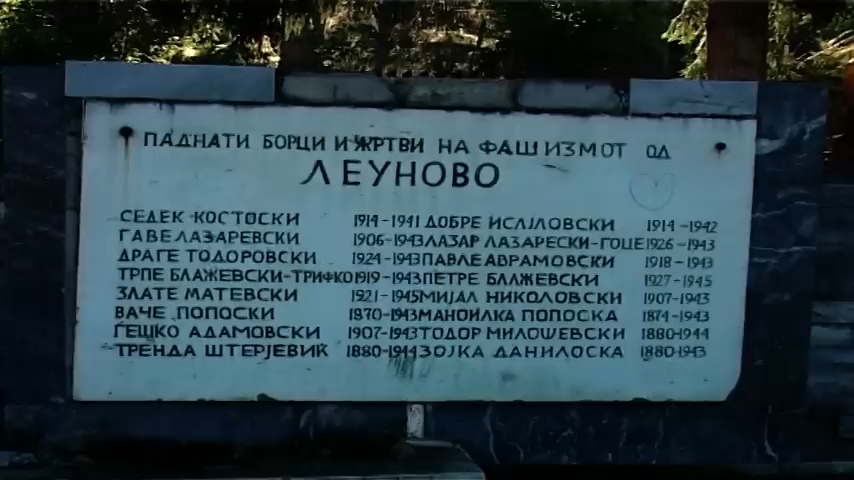 ПАДНАТИ БОРЦИ И ЖРТВИ НА ФАШИЗМОТ ОД
ЛЕУНОВО
СЕДЕК КОСТОСКИ 1914-1941 ДОБРЕ ИСАЈЛОВСКИ 1914-1942
ГАВЕ ЛАЗАРЕВСКИ 1906-1943 ЛАЗАР ЛАЗАРЕСКИ-ГОЦЕ 1926-1943
ДРАГЕ ТОДОРОВСКИ 1924-1943 ПАВЛЕ АВРАМОВСКИ 1918-1943
ТРПЕ БЛАЖЕВСКИ-ТРИФКО 1919-1943 ПЕТРЕ БЛАЖЕВСКИ 1927-1945
ЗЛАТЕ МАТЕВСКИ 1921-1945 МИЈАЛ НИКОЛОВСКИ 1907-1943
ВАЧЕ ПОПОСКИ 1870-1943 МАНОИЛКА ПОПОСКА 1874-1943
ЃЕШКО АДАМОВСКИ 1907-1943 ТОДОР МИЛОШЕВСКИ 1880-1944
ТРЕНДА ШТЕРЈЕВИК 1880-1944 ЗОЈКА ДАНИЛОСКА 1880-1943